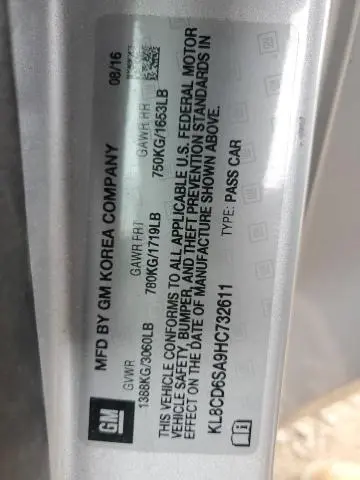 MFD BY GM KOREA COMPANY 08/16
GVWR GAWR FRT GAWR RR
1388KG/3060LB 780KG/1719LB 750KG/1653LB
THIS VEHICLE CONFORMS TO ALL APPLICABLE U.S. FEDERAL MOTOR
VEHICLE SAFETY, BUMPER, AND THEFT PREVENTION STANDARDS IN
EFFECT ON THE DATE OF MANUFACTURE SHOWN ABOVE.
KL8CD6SA9HC732611 TYPE: PASS CAR
GM